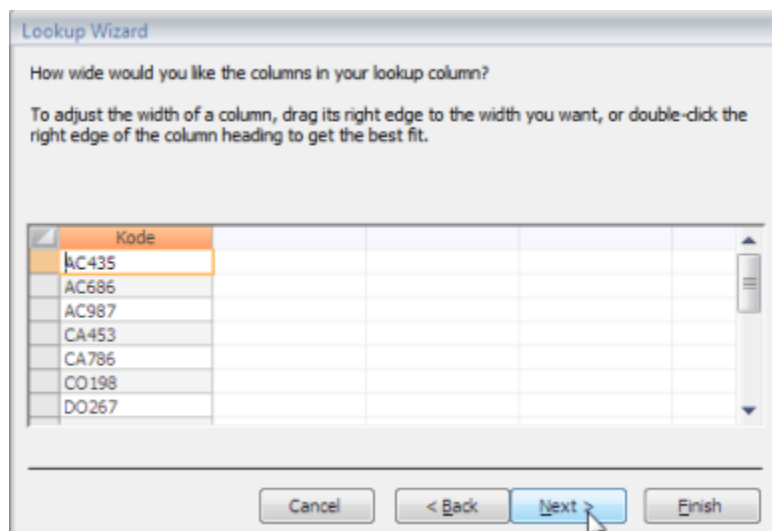 Lookup Wizard
How wide would you like the columns in your lookup column?
To adjust the width of a column, drag its right edge to the width you want, or double-click the
right edge of the column heading to get the best fit.
Kode
AC435
AC686
AC987
CA453
CA786
CO198
DO267
Cancel
< Back
Next >
Finish